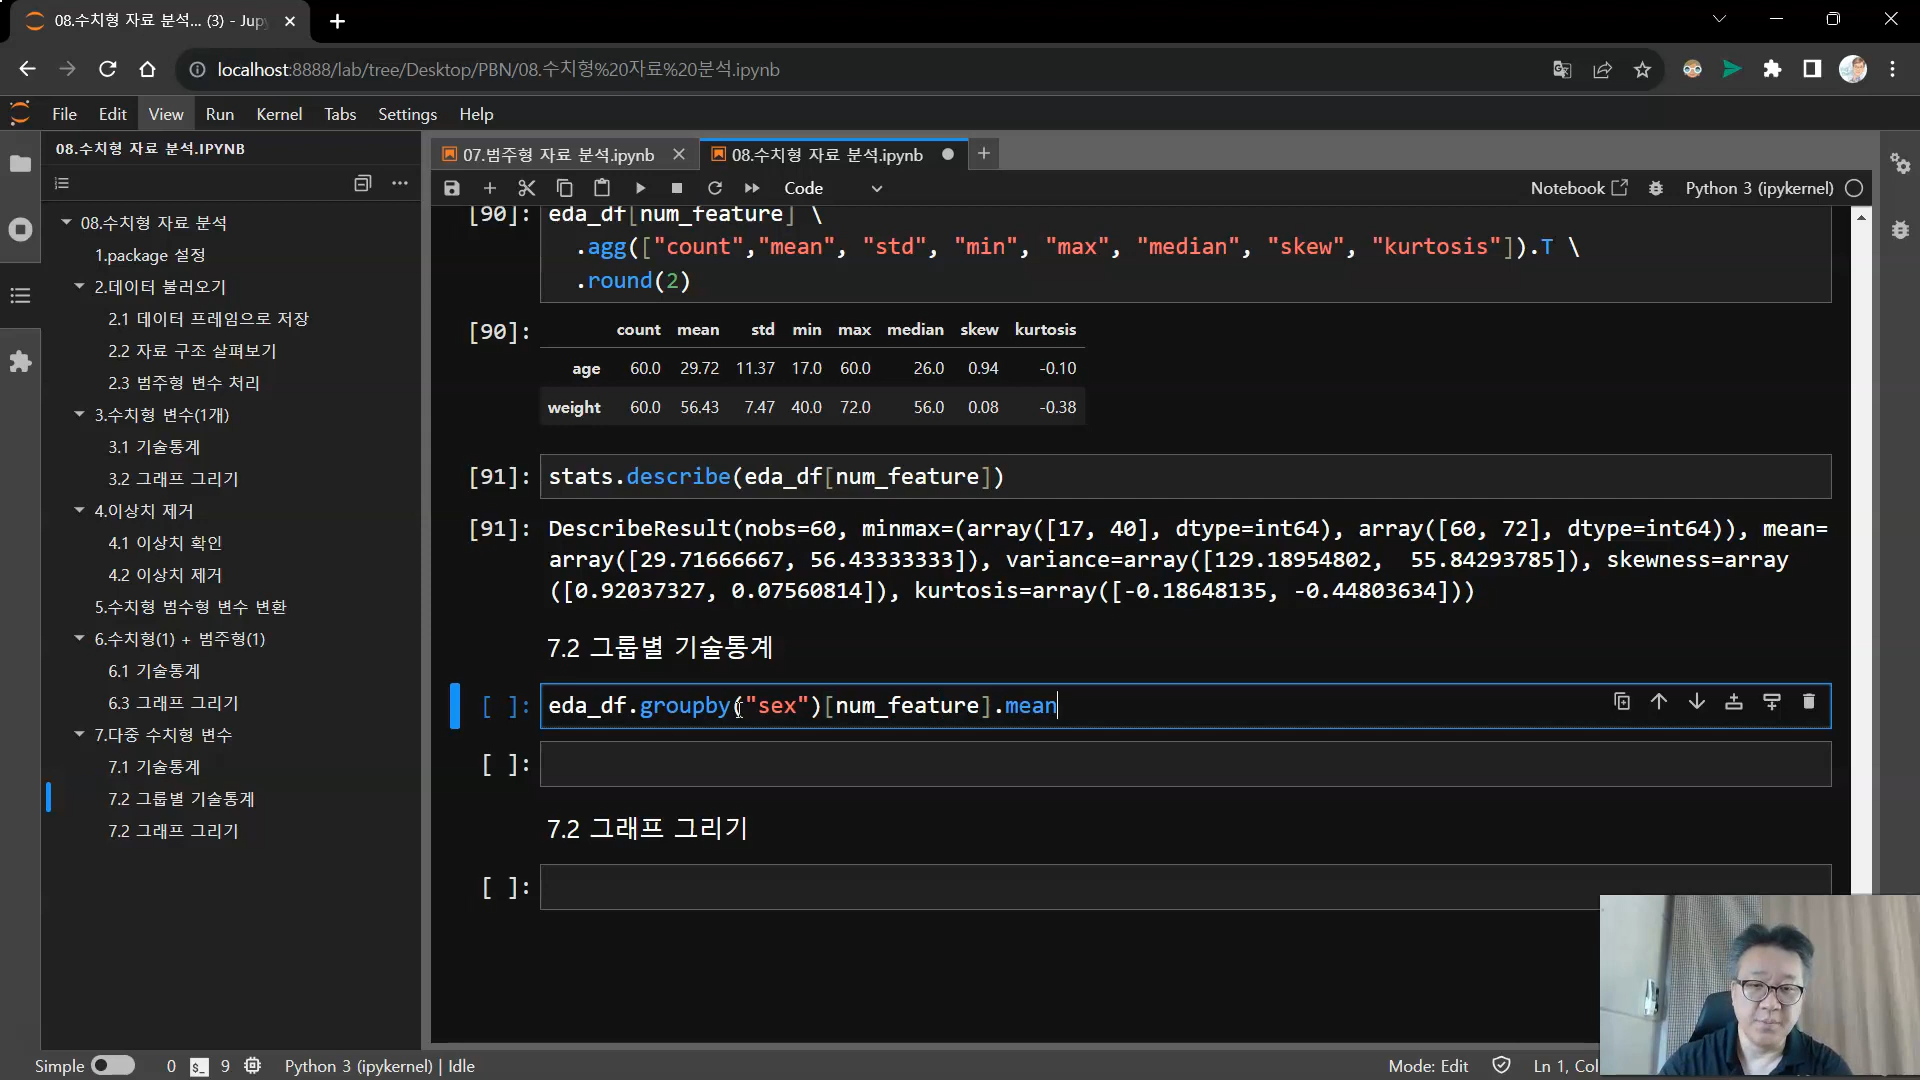 08.수치형 자료 분석... (3) - Jupy
localhost:8888/lab/tree/Desktop/PBN/08.수치형%20자료%20분석.ipynb
File Edit View Run Kernel Tabs Settings Help
08.수치형 자료 분석.IPYNB
08.수치형 자료 분석
1.package 설정
2.데이터 불러오기
2.1 데이터 프레임으로 저장
2.2 자료 구조 살펴보기
2.3 범주형 변수 처리
3.수치형 변수(1개)
3.1 기술통계
3.2 그래프 그리기
4.이상치 제거
4.1 이상치 확인
4.2 이상치 제거
5.수치형 범수형 변수 변환
6.수치형(1) + 범주형(1)
6.1 기술통계
6.3 그래프 그리기
7.다중 수치형 변수
7.1 기술통계
7.2 그룹별 기술통계
7.2 그래프 그리기
07.범주형 자료 분석.ipynb 08.수치형 자료 분석.ipynb
Code Notebook Python 3 (ipykernel)
[90]: eda_df[num_feature] \
.agg(["count","mean", "std", "min", "max", "median", "skew", "kurtosis"]).T \
.round(2)
[90]: count mean std min max median skew kurtosis
age 60.0 29.72 11.37 17.0 60.0 26.0 0.94 -0.10
weight 60.0 56.43 7.47 40.0 72.0 56.0 0.08 -0.38
[91]: stats.describe(eda_df[num_feature])
[91]: DescribeResult(nobs=60, minmax=(array([17, 40], dtype=int64), array([60, 72], dtype=int64)), mean=
array([29.71666667, 56.43333333]), variance=array([129.18954802, 55.84293785]), skewness=array
([0.92037327, 0.07560814]), kurtosis=array([-0.18648135, -0.44803634]))
7.2 그룹별 기술통계
[ ]: eda_df.groupby("sex")[num_feature].mean
[ ]:
7.2 그래프 그리기
[ ]:
Simple 0 $_ 9 Python 3 (ipykernel) | Idle Mode: Edit Ln 1, Col